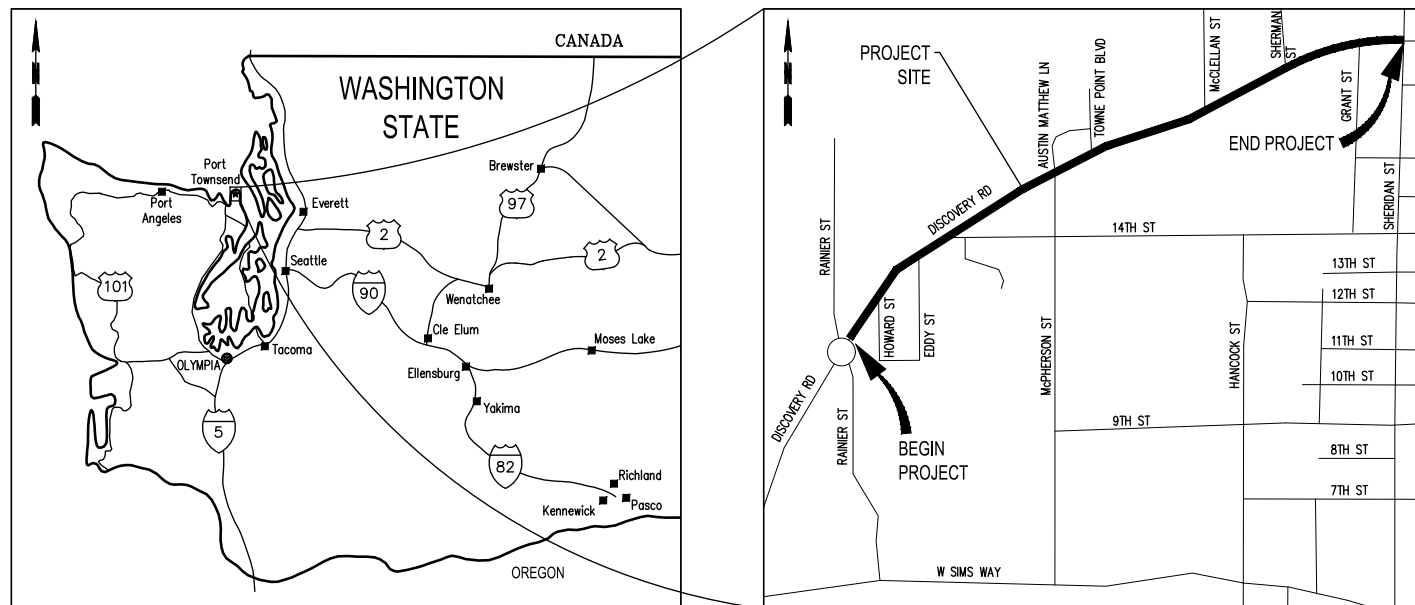 CANADA
WASHINGTON
STATE
Port
Townsend
Port
Angeles
Everett
Brewster
97
2
2
101
Seattle
90
Wenatchee
Cle Elum
Moses Lake
Tacoma
OLYMPIA
Ellensburg
Yakima
5
82
Richland
Kennewick
Pasco
OREGON
PROJECT
SITE
AUSTIN MATTHEW LN
TOWNE POINT BLVD
McCLELLAN ST
SHERMAN
ST
GRANT ST
END PROJECT
SHERIDAN ST
DISCOVERY RD
14TH ST
RAINIER ST
13TH ST
12TH ST
HOWARD ST
EDDY ST
McPHERSON ST
HANCOCK ST
11TH ST
10TH ST
DISCOVERY RD
RAINIER ST
BEGIN
PROJECT
9TH ST
8TH ST
7TH ST
W SIMS WAY